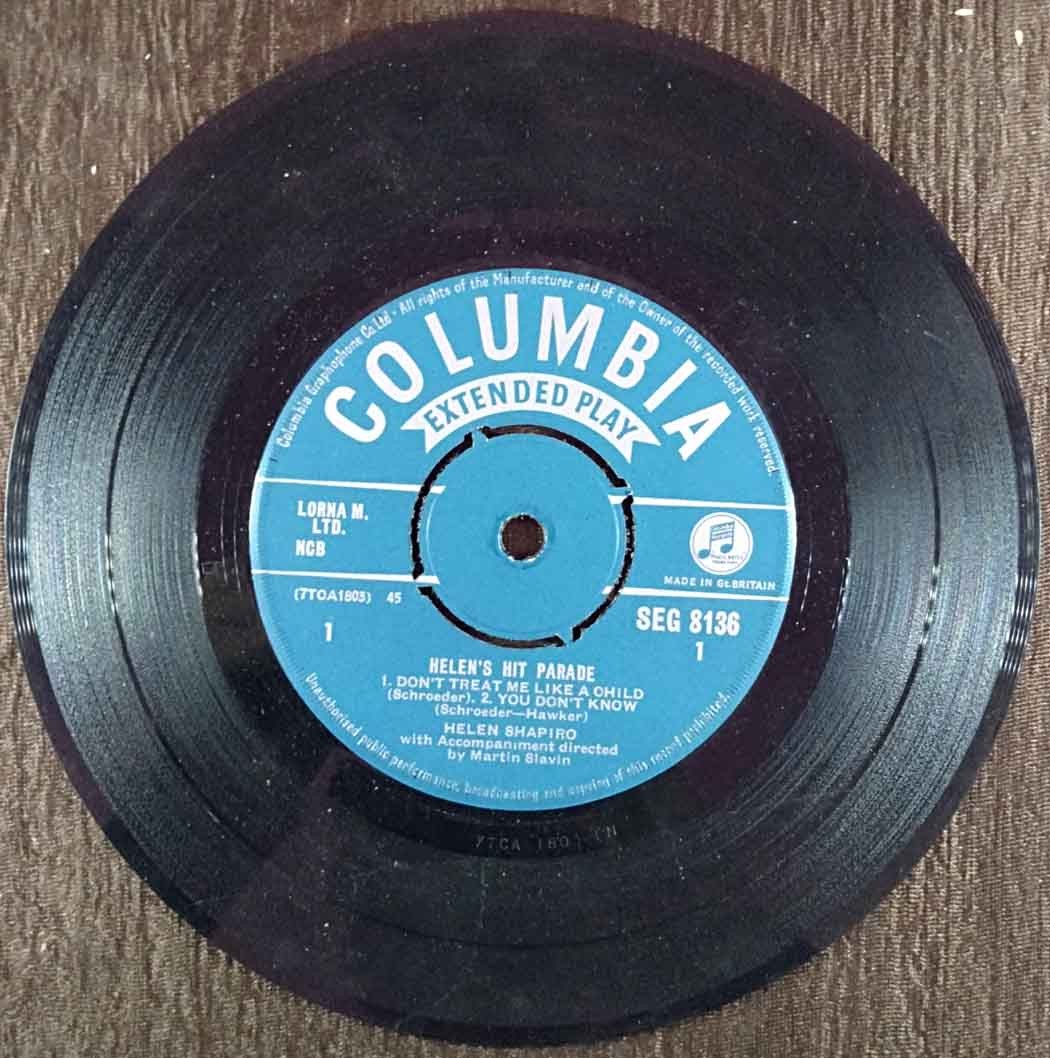 Columbia Graphophone Co. Ltd · All rights of the Manufacturer and of the Owner of the recorded work reserved.
COLUMBIA
EXTENDED PLAY
LORNA M.
LTD.
NCB
MADE IN Gt. BRITAIN
(7TCA1803) 45
SEG 8136
1
1
HELEN'S HIT PARADE
1. DON'T TREAT ME LIKE A CHILD
(Schroeder). 2. YOU DON'T KNOW
(Schroeder—Hawker)
HELEN SHAPIRO
with Accompaniment directed
by Martin Slavin
Unauthorised public performance, broadcasting and copying of this record prohibited.
7TCA 180